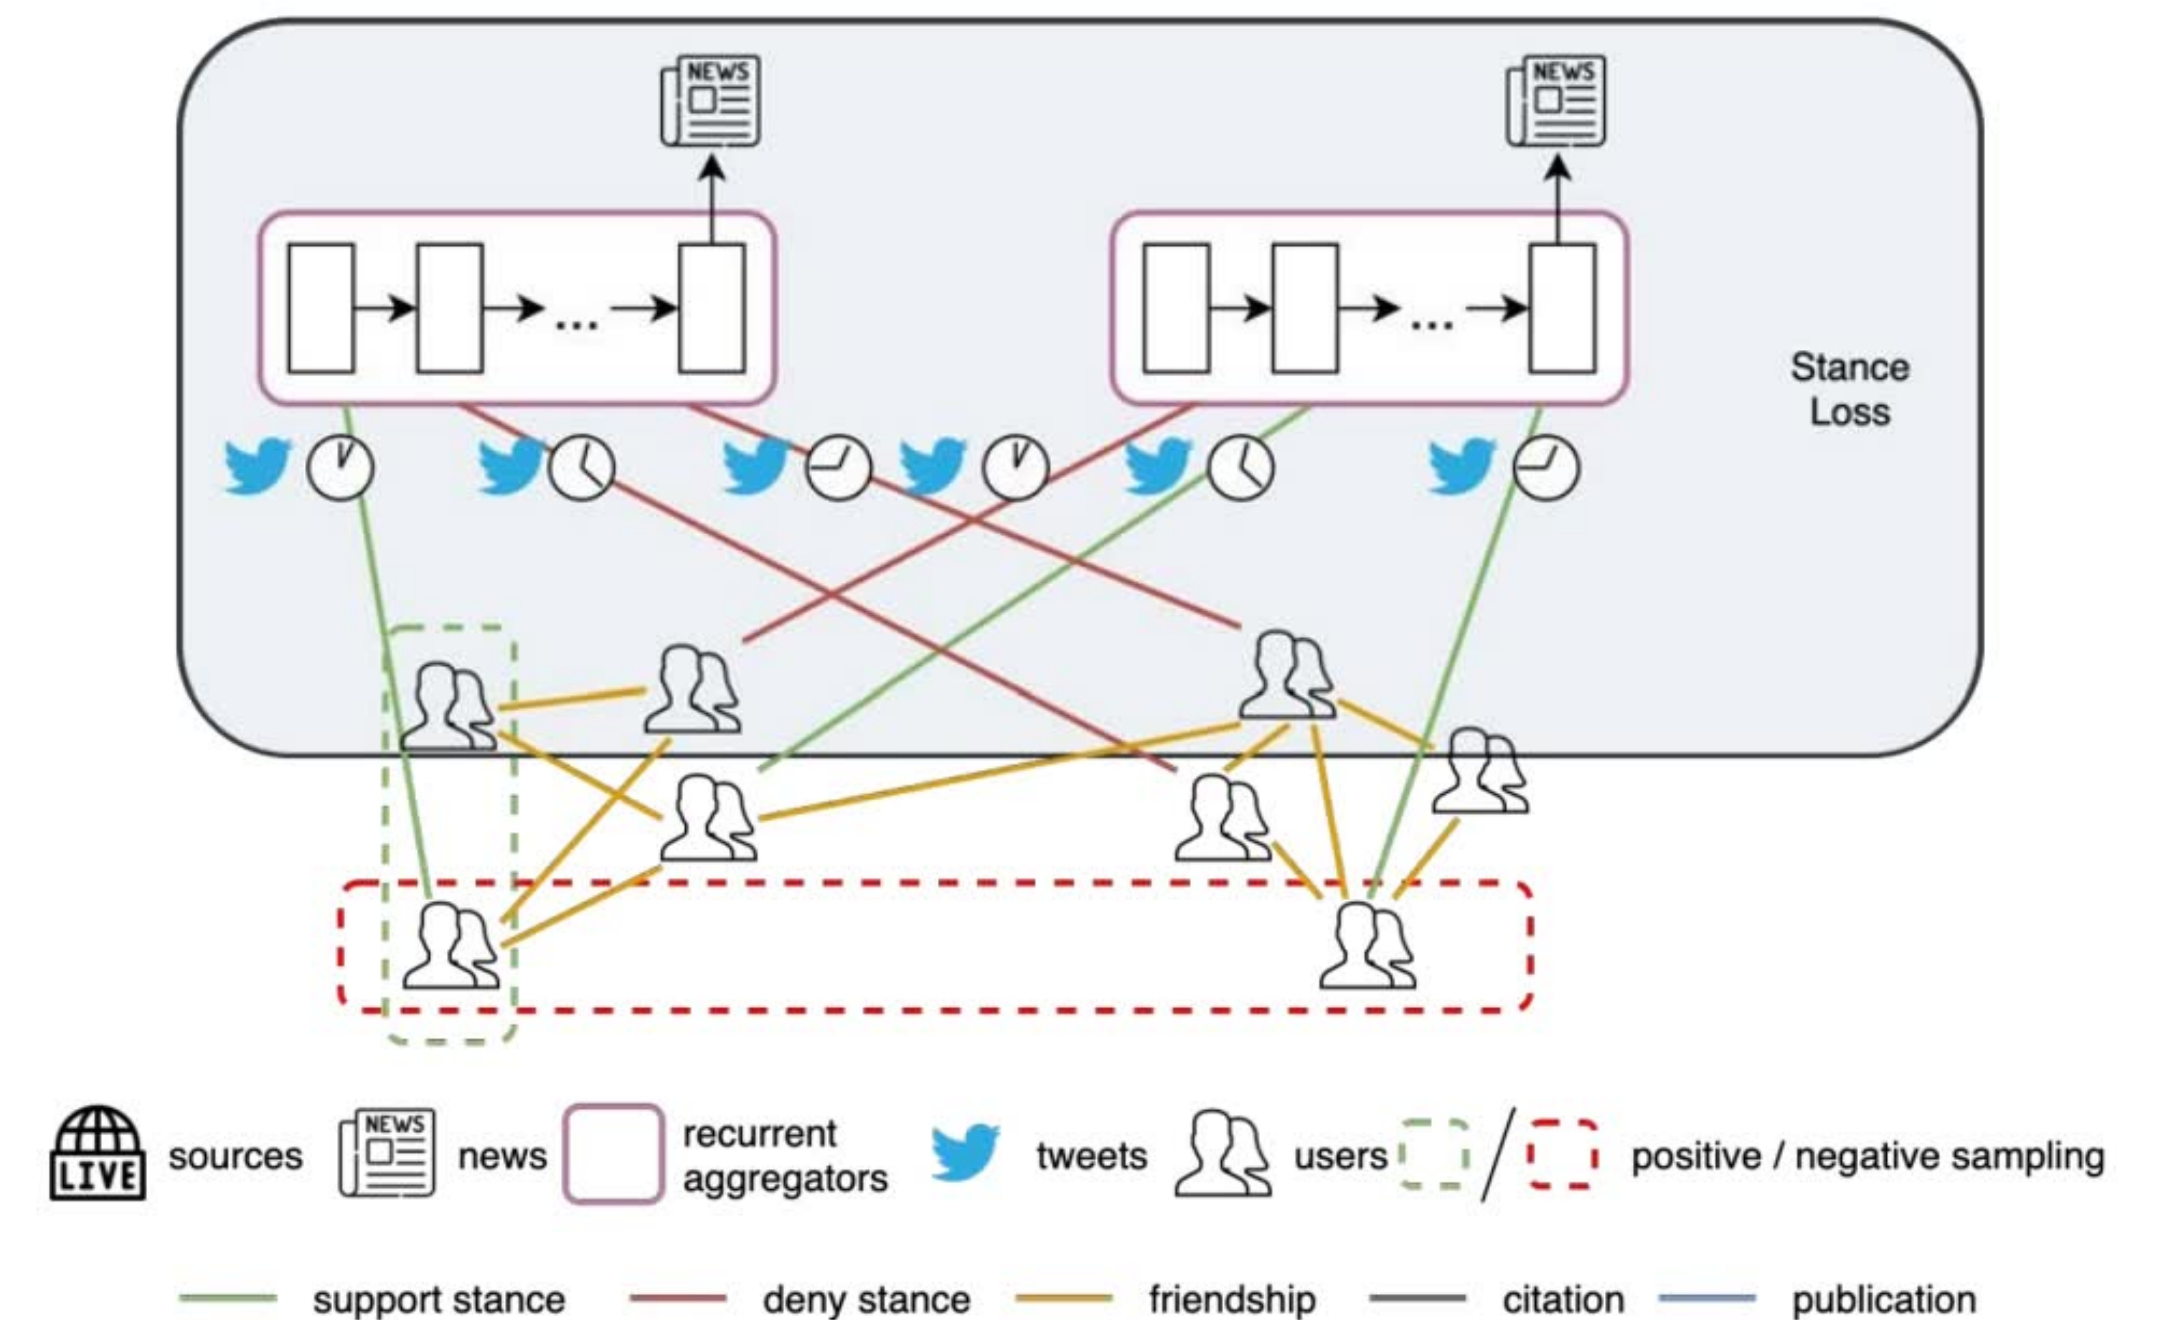 NEWS
NEWS
...
...
Stance
Loss
LIVE
sources
NEWS
news
recurrent
aggregators
tweets
users
/
positive / negative sampling
support stance
deny stance
friendship
citation
publication